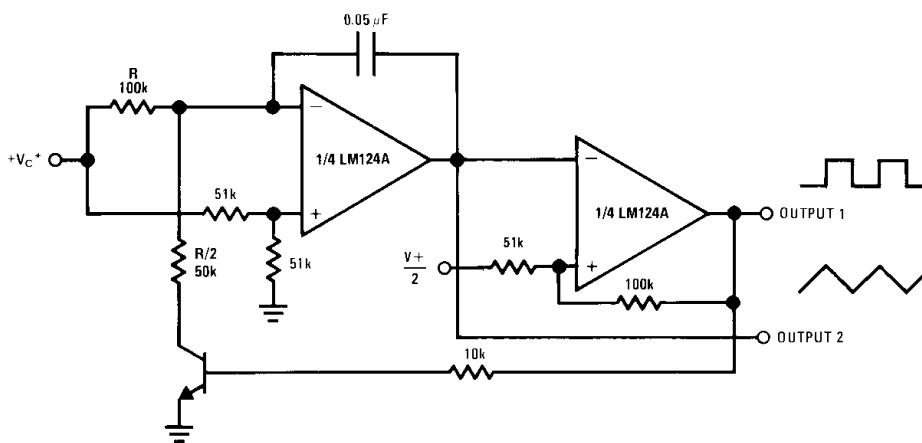 0.05 μF
R
100k
+VC*
51k
51k
R/2
50k
1/4 LM124A
1/4 LM124A
51k
V+
2
100k
10k
OUTPUT 1
OUTPUT 2
−
+
−
+